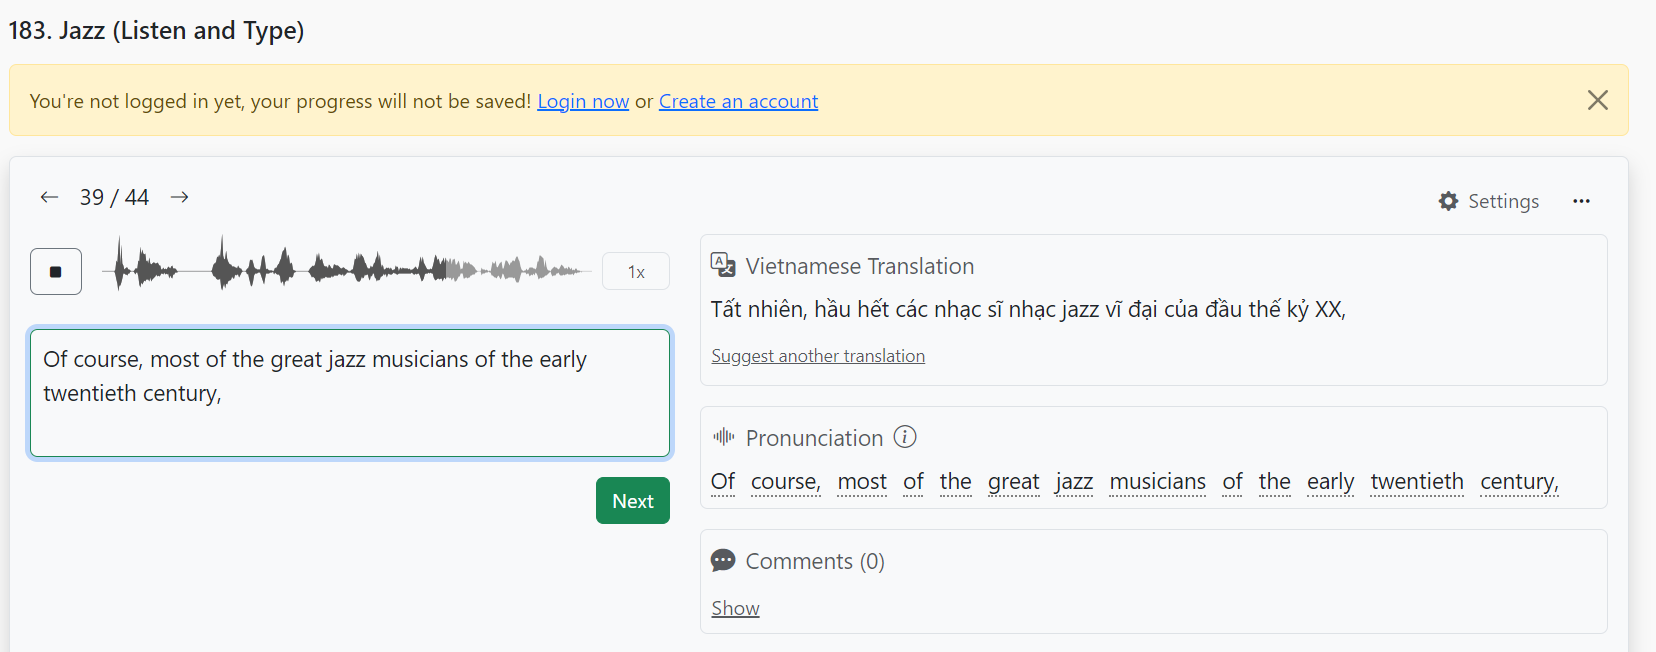 183. Jazz (Listen and Type)
You're not logged in yet, your progress will not be saved! Login now or Create an account
39 / 44
Settings
1x
Of course, most of the great jazz musicians of the early
twentieth century,
Next
Vietnamese Translation
Tất nhiên, hầu hết các nhạc sĩ nhạc jazz vĩ đại của đầu thế kỷ XX,
Suggest another translation
Pronunciation
Of course, most of the great jazz musicians of the early twentieth century,
Comments (0)
Show